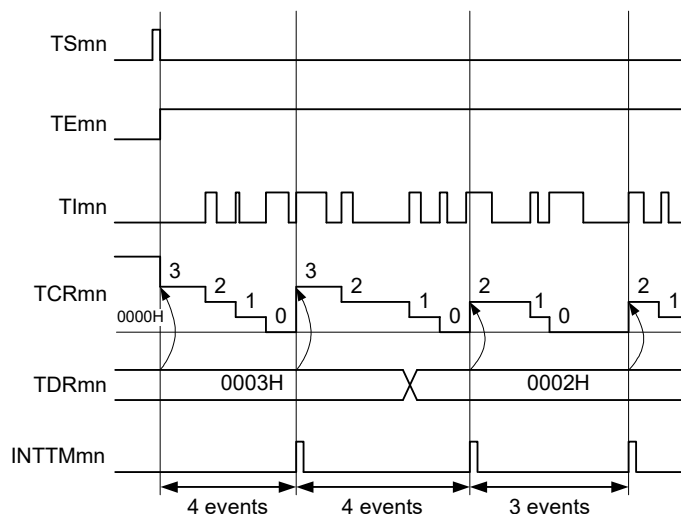 TSmn
TEmn
TImn
TCRmn
3 2 1 0 3 2 1 0 2 1 0 2 1
0000H
TDRmn
0003H 0002H
INTTMmn
4 events 4 events 3 events